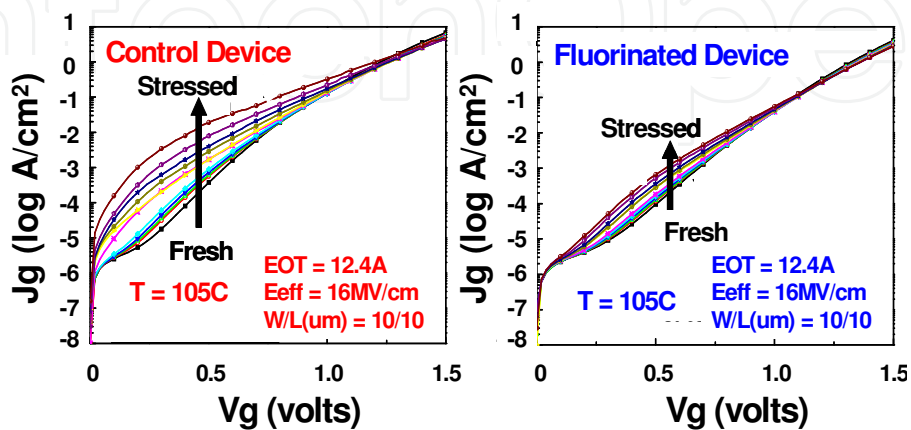 Control Device
Stressed
Fresh
T = 105C
EOT = 12.4A
Eeff = 16MV/cm
W/L(um) = 10/10
Jg (log A/cm²)
1
0
-1
-2
-3
-4
-5
-6
-7
-8
0
0.5
1.0
1.5
Vg (volts)
Fluorinated Device
Stressed
Fresh
T = 105C
EOT = 12.4A
Eeff = 16MV/cm
W/L(um) = 10/10
Jg (log A/cm²)
1
0
-1
-2
-3
-4
-5
-6
-7
-8
0
0.5
1.0
1.5
Vg (volts)